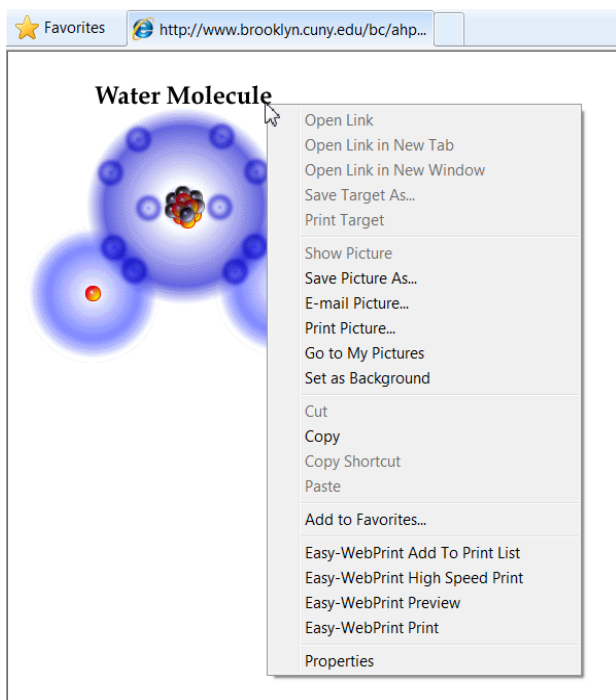 Favorites
http://www.brooklyn.cuny.edu/bc/ahp...
Water Molecule
Open Link
Open Link in New Tab
Open Link in New Window
Save Target As...
Print Target
Show Picture
Save Picture As...
E-mail Picture...
Print Picture...
Go to My Pictures
Set as Background
Cut
Copy
Copy Shortcut
Paste
Add to Favorites...
Easy-WebPrint Add To Print List
Easy-WebPrint High Speed Print
Easy-WebPrint Preview
Easy-WebPrint Print
Properties